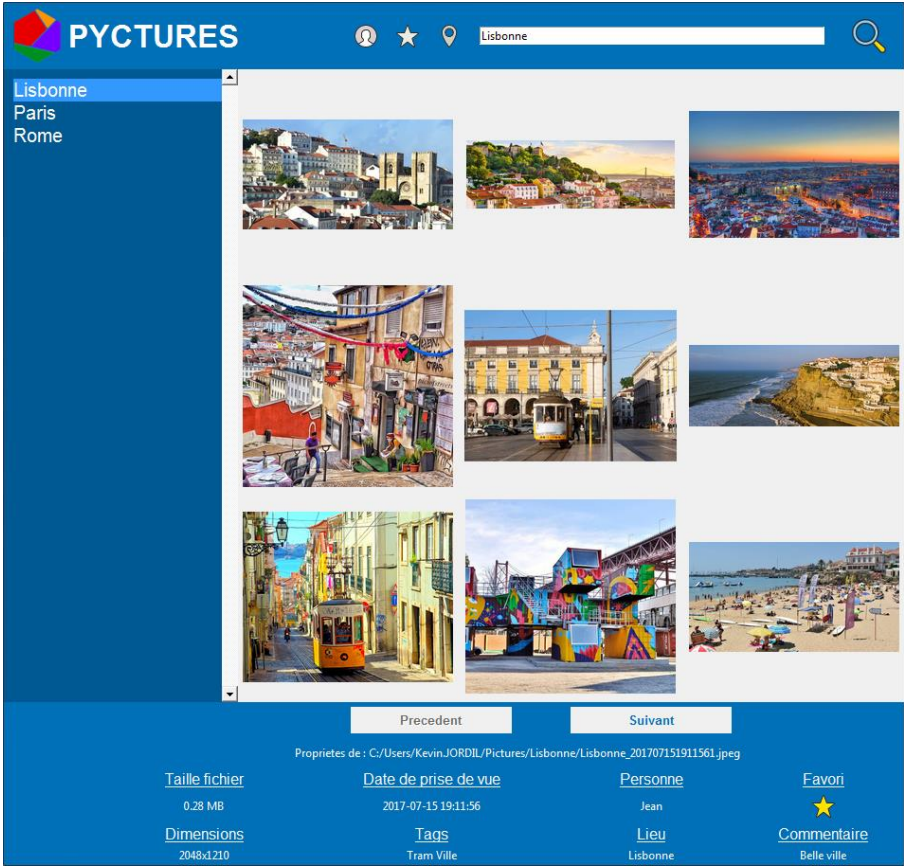 PYCTURES
Lisbonne
Lisbonne
Paris
Rome
Precedent
Suivant
Proprietes de : C:/Users/Kevin.JORDIL/Pictures/Lisbonne/Lisbonne_201707151911561.jpeg
Taille fichier
Date de prise de vue
Personne
Favori
0.28 MB
2017-07-15 19:11:56
Jean
Dimensions
Tags
Lieu
Commentaire
2048x1210
Tram Ville
Lisbonne
Belle ville